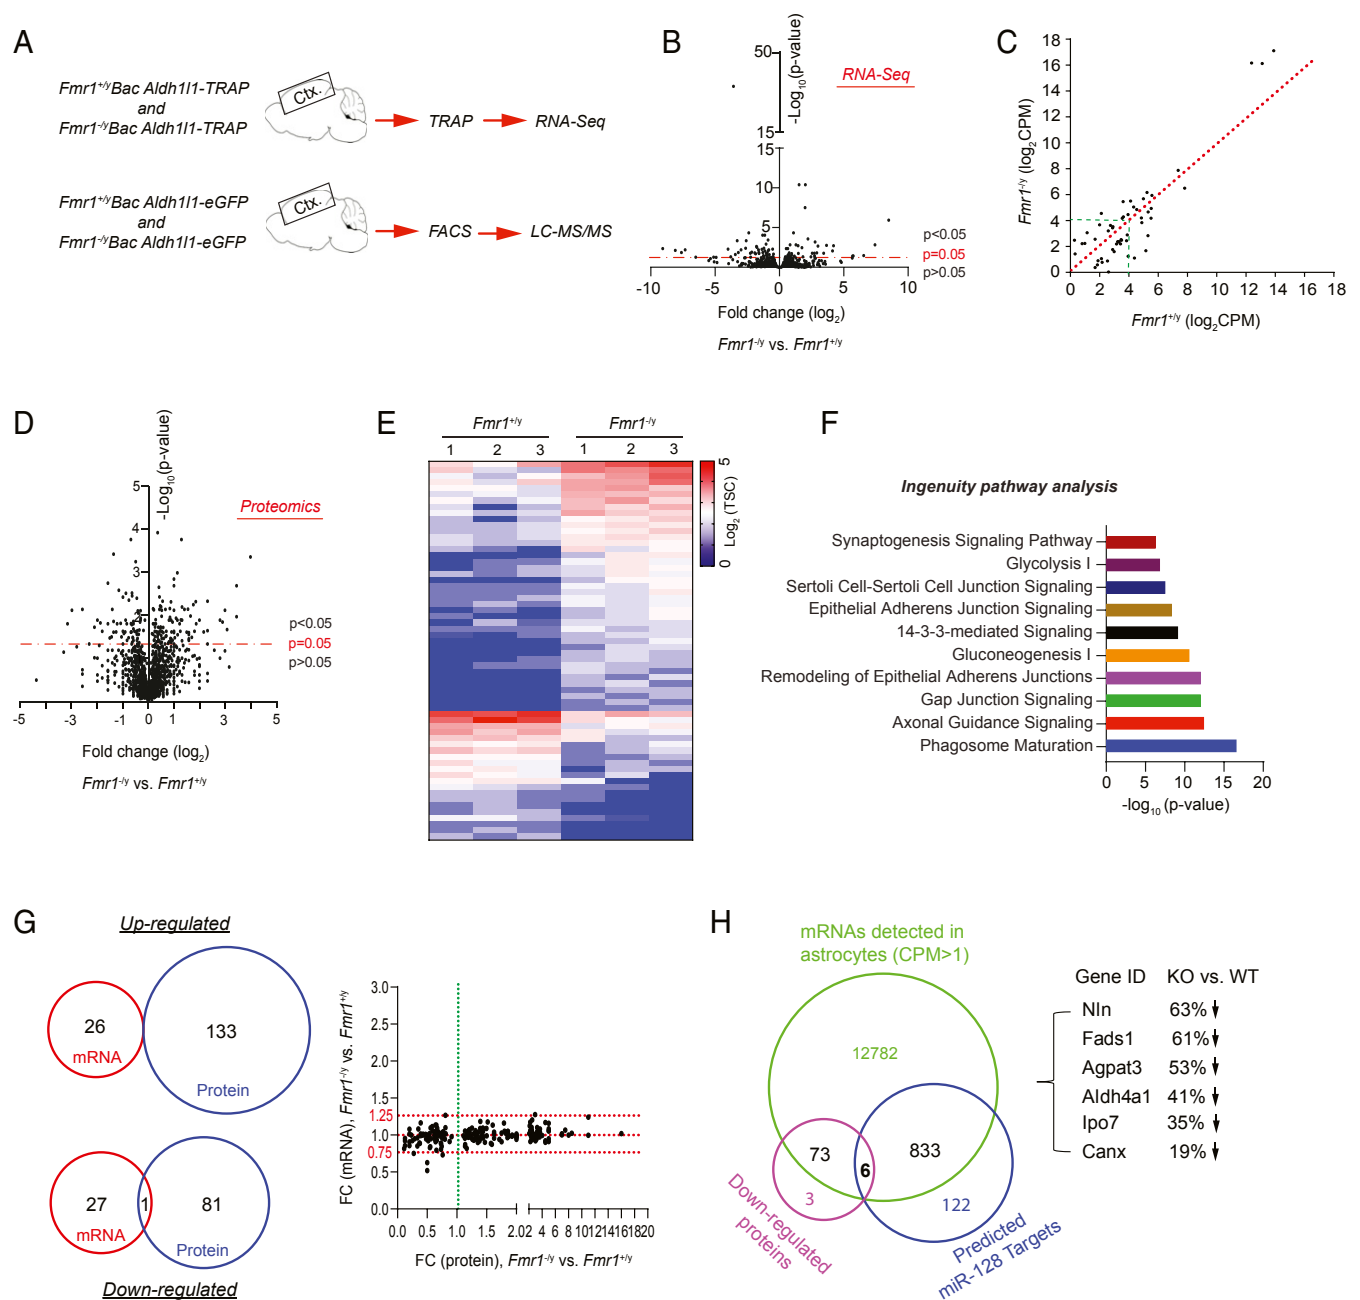 A
Fmr1+/yBac Aldh1l1-TRAP
and
Fmr1-/yBac Aldh1l1-TRAP
Ctx.
TRAP
RNA-Seq
Fmr1+/yBac Aldh1l1-eGFP
and
Fmr1-/yBac Aldh1l1-eGFP
Ctx.
FACS
LC-MS/MS
B
-Log10(p-value)
50
15
15
10
5
RNA-Seq
p<0.05
p=0.05
p>0.05
-10 -5 0 5 10
Fold change (log2)
Fmr1-/y vs. Fmr1+/y
C
Fmr1-/y (log2CPM)
18
16
14
12
10
8
6
4
2
0
0 2 4 6 8 10 12 14 16 18
Fmr1+/y (log2CPM)
D
-Log10(p-value)
5
4
3
2
Proteomics
p<0.05
p=0.05
p>0.05
-5 -3 -1 0 1 3 5
Fold change (log2)
Fmr1-/y vs. Fmr1+/y
E
Fmr1+/y Fmr1-/y
1 2 3 1 2 3
5
0
Log2 (TSC)
F
Ingenuity pathway analysis
Synaptogenesis Signaling Pathway
Glycolysis I
Sertoli Cell-Sertoli Cell Junction Signaling
Epithelial Adherens Junction Signaling
14-3-3-mediated Signaling
Gluconeogenesis I
Remodeling of Epithelial Adherens Junctions
Gap Junction Signaling
Axonal Guidance Signaling
Phagosome Maturation
0 5 10 15 20
-log10 (p-value)
G
Up-regulated
26
mRNA
133
Protein
27
mRNA
1
81
Protein
Down-regulated
FC (mRNA), Fmr1-/y vs. Fmr1+/y
3.0
2.5
2.0
1.5
1.25
1.0
0.75
0.5
0.0
0.0 0.5 1.0 1.5 2.0 2 4 6 8 10 12 14 16 18 20
FC (protein), Fmr1-/y vs. Fmr1+/y
H
mRNAs detected in
astrocytes (CPM>1)
12782
73
6
833
3
122
Down-regulated
proteins
Predicted
miR-128 Targets
Gene ID KO vs. WT
Nln 63%
Fads1 61%
Agpat3 53%
Aldh4a1 41%
Ipo7 35%
Canx 19%